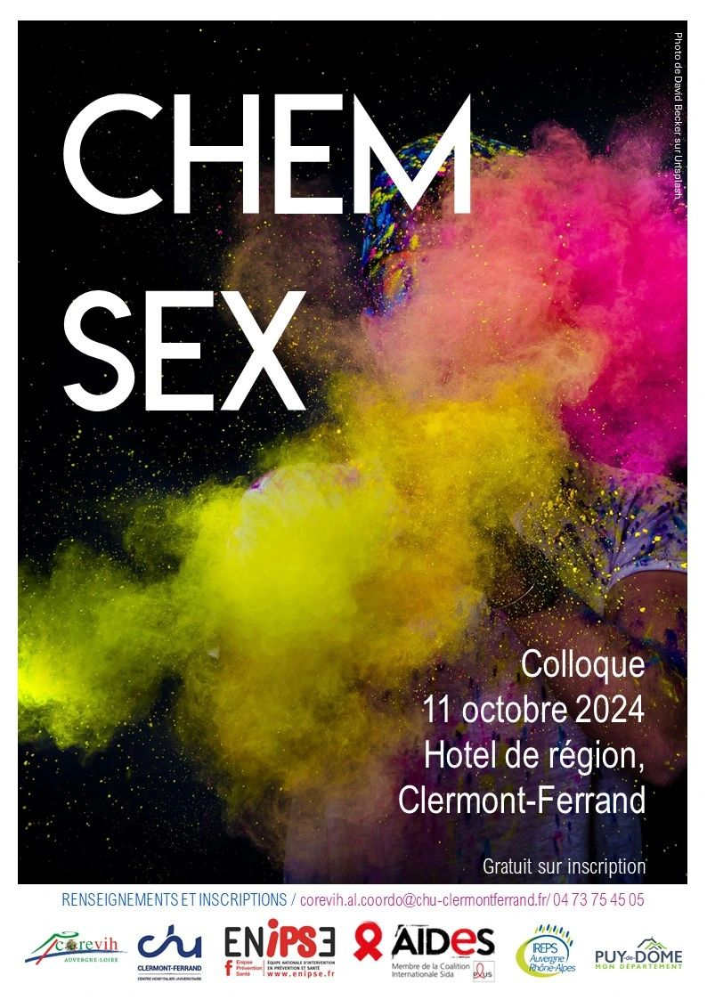 Photo de David Becker sur Unsplash
CHEM
SEX
Colloque
11 octobre 2024
Hotel de région,
Clermont-Ferrand
Gratuit sur inscription
RENSEIGNEMENTS ET INSCRIPTIONS / corevih.al.coordo@chu-clermontferrand.fr/ 04 73 75 45 05
corevih
AUVERGNE-LOIRE
chu
CLERMONT-FERRAND
CENTRE HOSPITALIER UNIVERSITAIRE
ENIPSE
f Enipse Prévention Santé
ÉQUIPE NATIONALE D'INTERVENTION
EN PRÉVENTION ET SANTÉ
www.enipse.fr
AIDES
Membre de la Coalition
Internationale Sida
PLUS
IREPS
Auvergne
Rhône-Alpes
PUY-DE-DÔME
MON DÉPARTEMENT